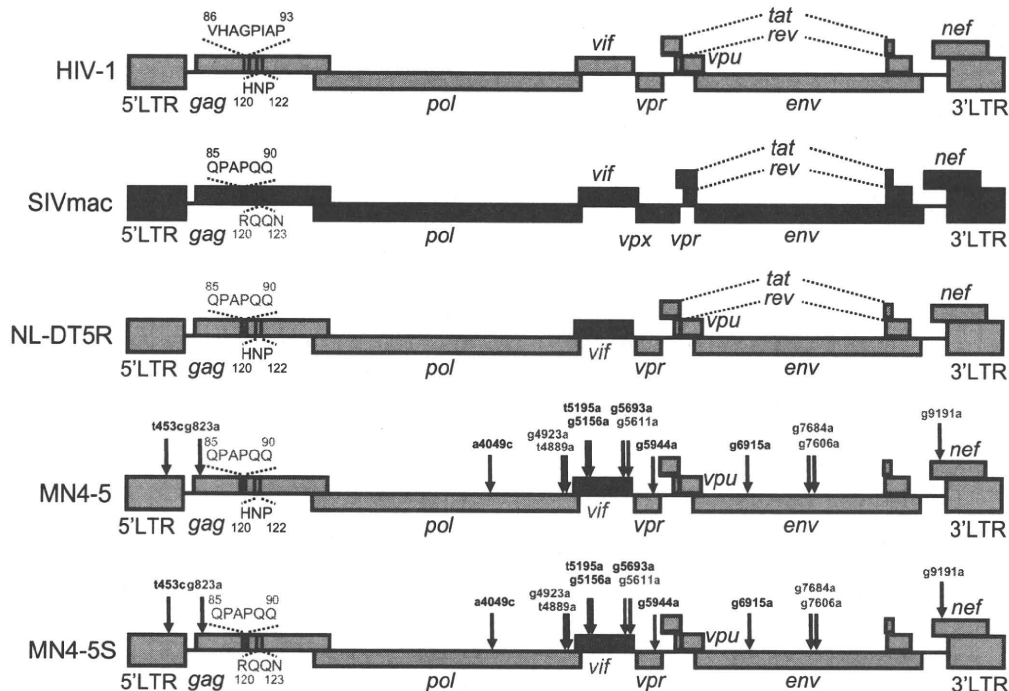 86 93
VHAGPIAP
HIV-1
5'LTR gag
HNP
120 122
pol
vif
vpr
tat
rev
vpu
env
nef
3'LTR
85 90
QPAPQQ
SIVmac
5'LTR gag
RQQN
120 123
pol
vif
vpx vpr
tat
rev
env
nef
3'LTR
85 90
QPAPQQ
NL-DT5R
5'LTR gag
HNP
120 122
pol
vif
vpr
tat
rev
vpu
env
nef
3'LTR
t453c g823a
85 90
QPAPQQ
MN4-5
5'LTR gag
HNP
120 122
a4049c
pol
g4923a
t4889a
t5195a
g5156a
g5693a
g5611a
g5944a
vif
vpr
vpu
g6915a
g7684a
g7606a
env
g9191a
nef
3'LTR
t453c g823a
85 90
QPAPQQ
MN4-5S
5'LTR gag
RQQN
120 123
a4049c
pol
g4923a
t4889a
t5195a
g5156a
g5693a
g5611a
g5944a
vif
vpr
vpu
g6915a
g7684a
g7606a
env
g9191a
nef
3'LTR